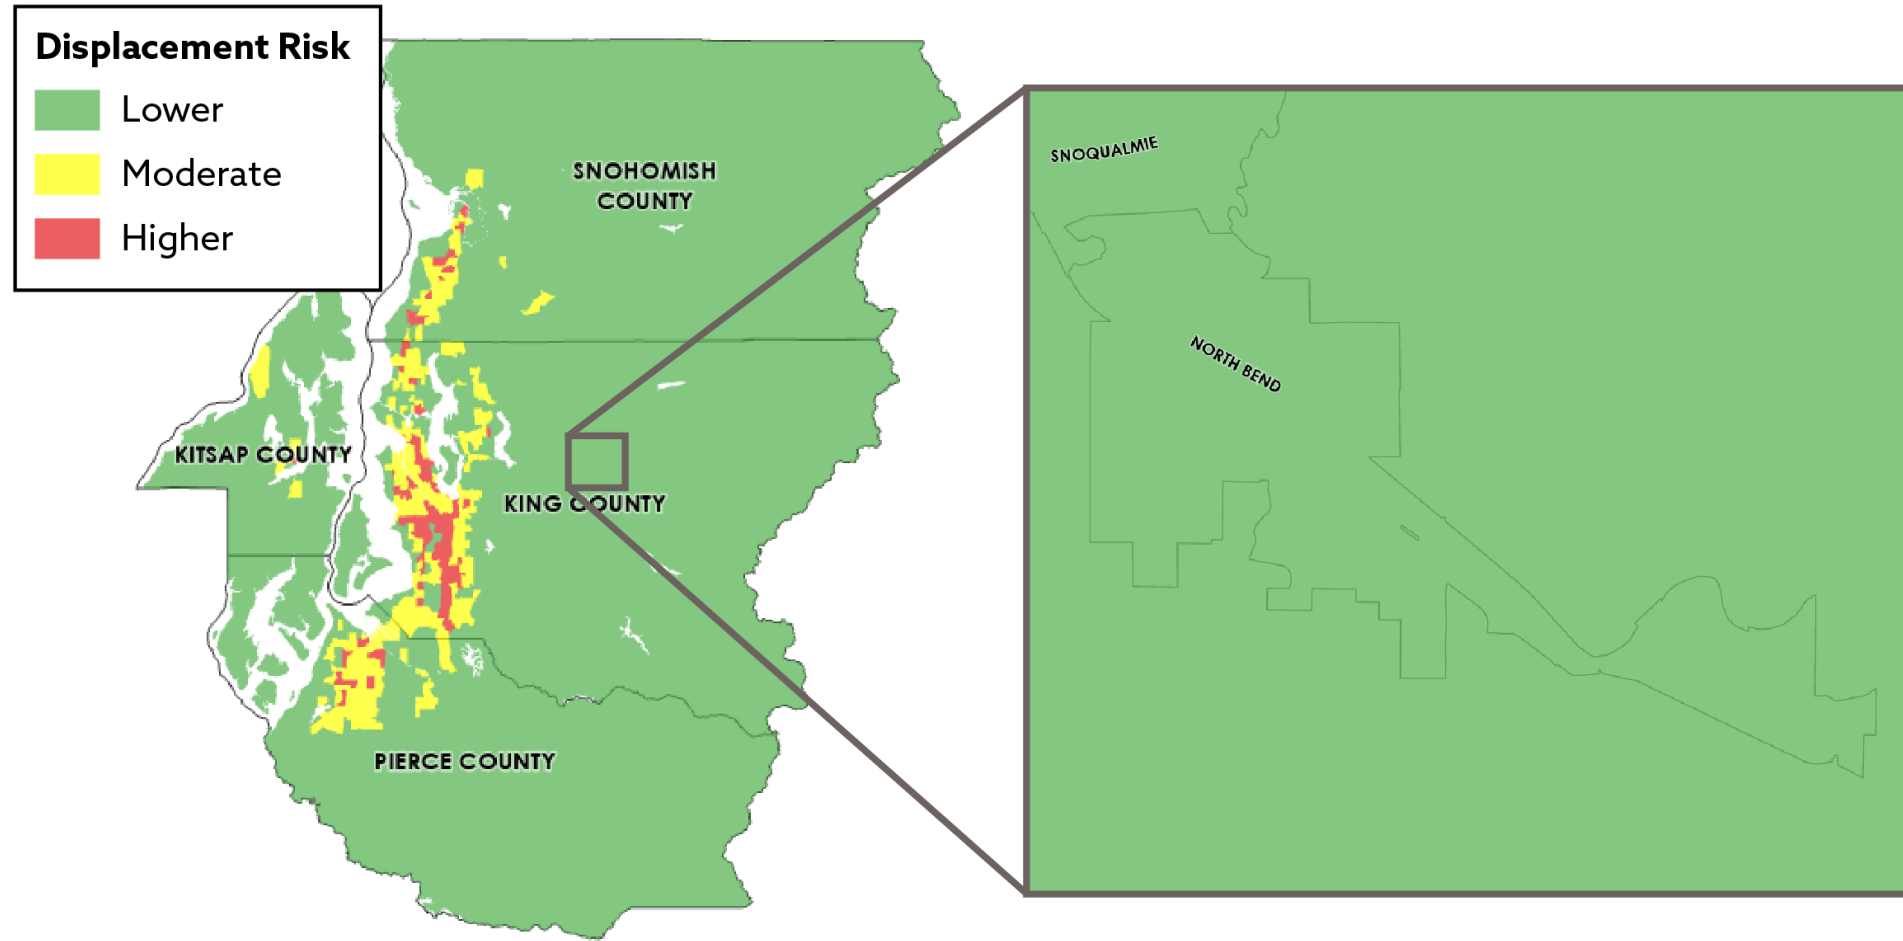 Displacement Risk
Lower
Moderate
Higher
SNOHOMISH
COUNTY
KITSAP COUNTY
KING COUNTY
PIERCE COUNTY
SNOQUALMIE
NORTH BEND